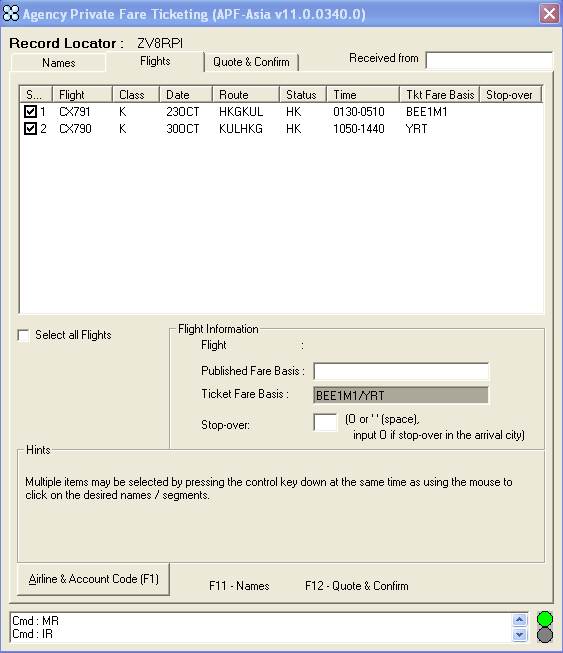 Agency Private Fare Ticketing (APF-Asia v11.0.0340.0)
Record Locator : ZV8RPI
Names Flights Quote & Confirm Received from
S... Flight Class Date Route Status Time Tkt Fare Basis Stop-over
1 CX791 K 23OCT HKGKUL HK 0130-0510 BEE1M1
2 CX790 K 30OCT KULHKG HK 1050-1440 YRT
Select all Flights
Flight Information
Flight :
Published Fare Basis :
Ticket Fare Basis : BEE1M1/YRT
Stop-over: (O or ' ' (space),
input O if stop-over in the arrival city)
Hints
Multiple items may be selected by pressing the control key down at the same time as using the mouse to
click on the desired names / segments.
Airline & Account Code (F1) F11 - Names F12 - Quote & Confirm
Cmd : MR
Cmd : IR